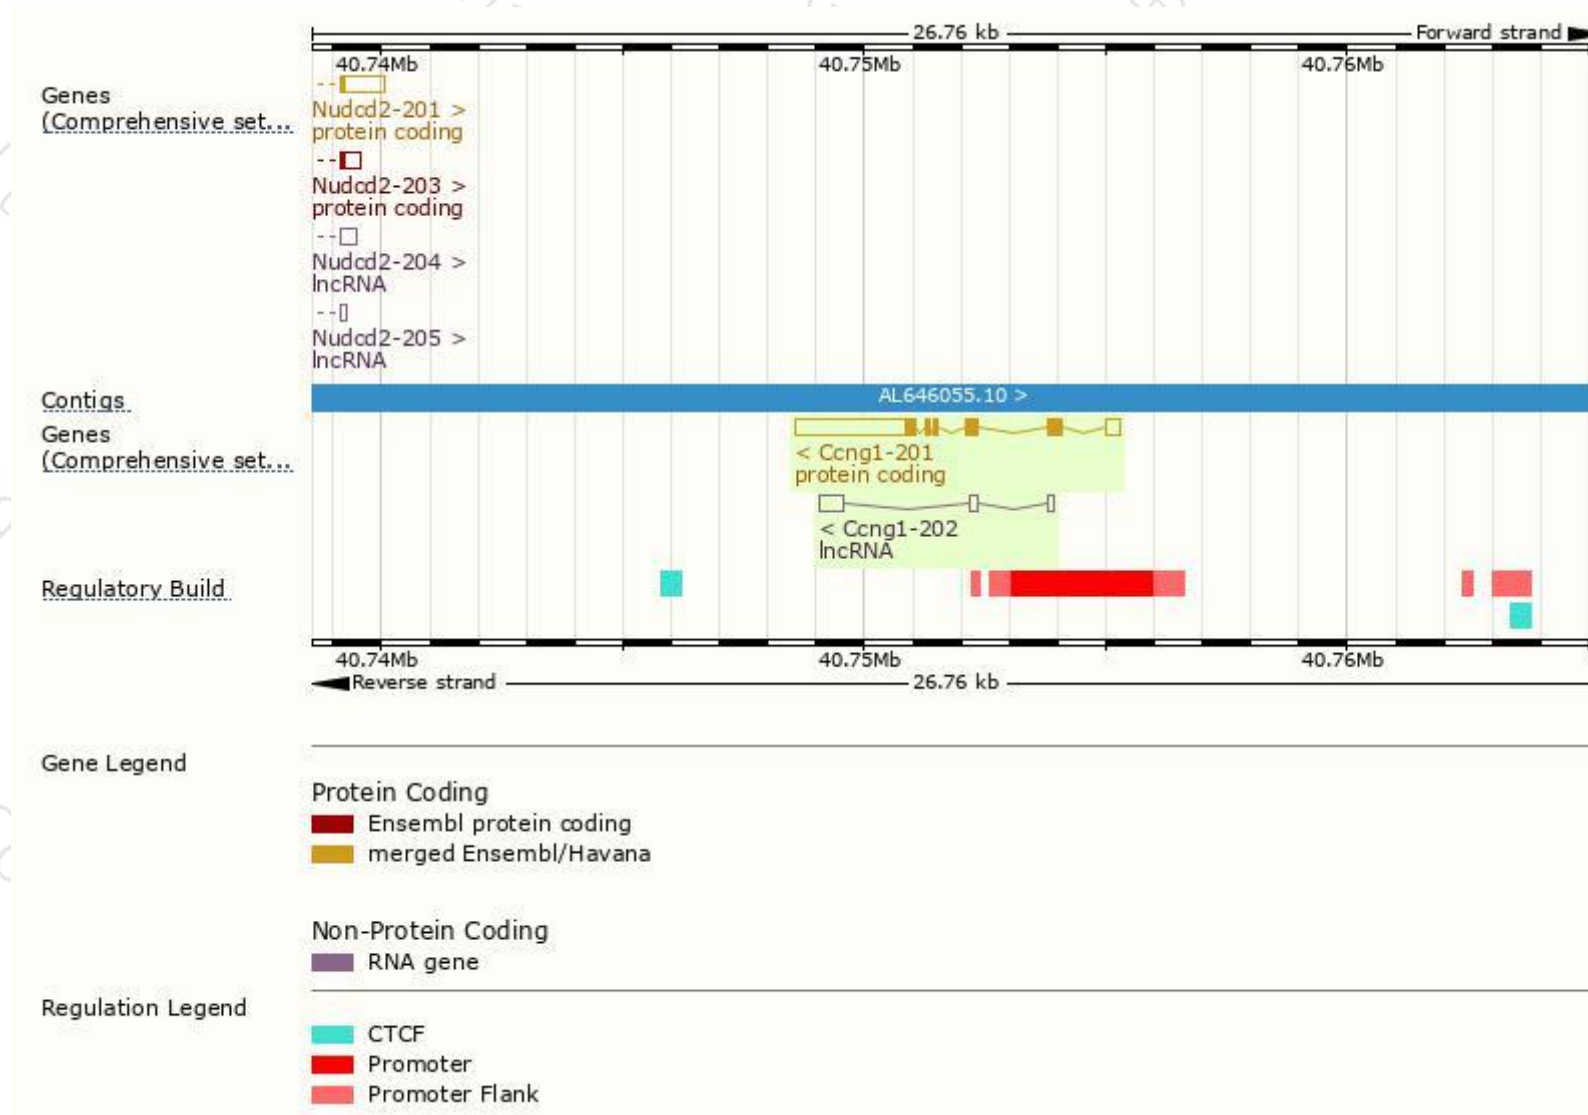 26.76 kb
Forward strand
40.74Mb
40.75Mb
40.76Mb
Genes
(Comprehensive set...
Nudcd2-201 >
protein coding
Nudcd2-203 >
protein coding
Nudcd2-204 >
lncRNA
Nudcd2-205 >
lncRNA
Contigs
AL646055.10 >
Genes
(Comprehensive set...
< Ccng1-201
protein coding
< Ccng1-202
lncRNA
Regulatory Build
40.74Mb
40.75Mb
40.76Mb
Reverse strand
26.76 kb
Gene Legend
Protein Coding
Ensembl protein coding
merged Ensembl/Havana
Non-Protein Coding
RNA gene
Regulation Legend
CTCF
Promoter
Promoter Flank